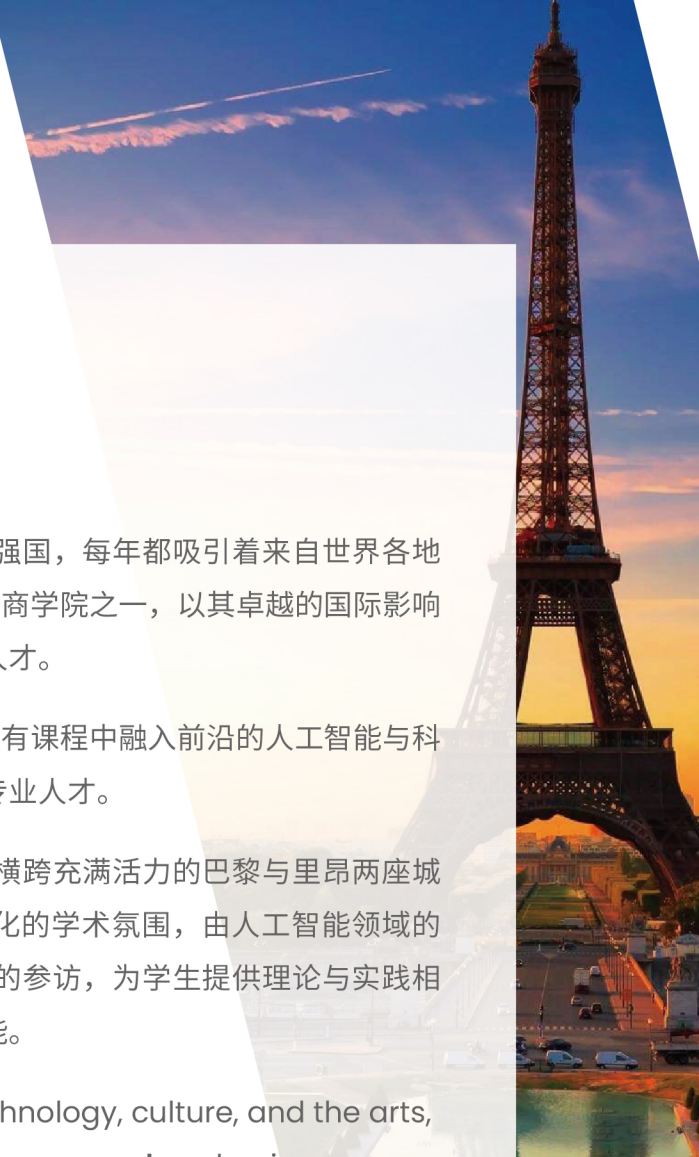 强国，每年都吸引着来自世界各地
商学院之一，以其卓越的国际影响
人才。
有课程中融入前沿的人工智能与科
专业人才。
横跨充满活力的巴黎与里昂两座城
化的学术氛围，由人工智能领域的
的参访，为学生提供理论与实践相
能。
hnology, culture, and the arts,